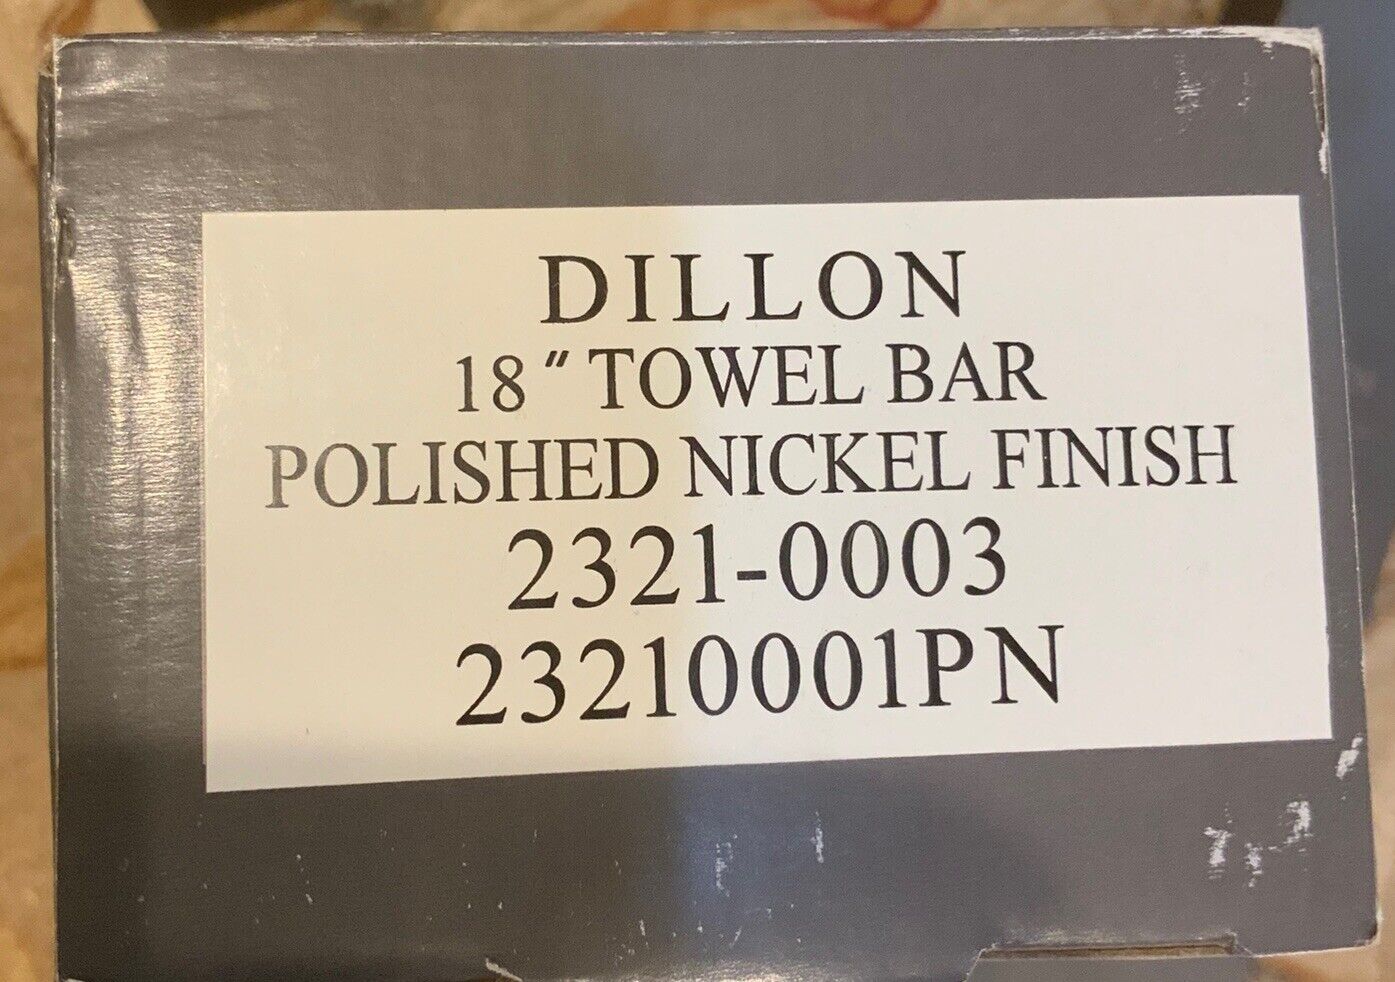 DILLON
18" TOWEL BAR
POLISHED NICKEL FINISH
2321-0003
23210001PN